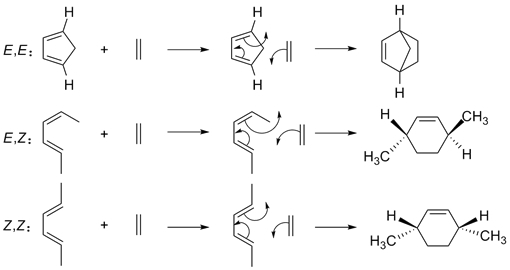 H
H
E,E: + H
H
H
H
E,Z: + H CH₃
H₃C H
Z,Z: + H H
H₃C CH₃